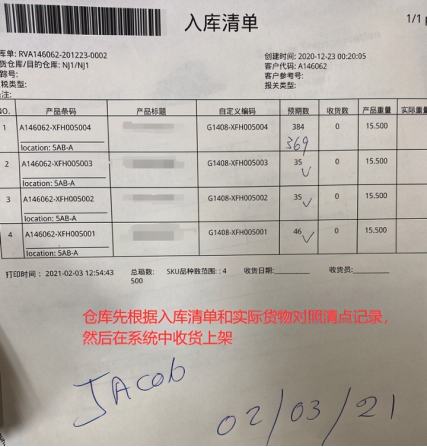 入库清单
1/1
库单: RVA146062-201223-0002
货仓库/目的仓库: NJ1/NJ1
踪号:
税类型:
注:
创建时间: 2020-12-23 00:20:05
客户代码: A146062
客户参考号:
报关类型:
NO. 产品条码 产品标题 自定义编码 预期数 收货数 产品重量 实际重量
1 A146062-XFH005004 G1408-XFH005004 384 0 15.500
369
location: 5AB-A
2 A146062-XFH005003 G1408-XFH005003 35 0 15.500
location: 5AB-A
3 A146062-XFH005002 G1408-XFH005002 35 0 15.500
location: 5AB-A
4 A146062-XFH005001 G1408-XFH005001 46 0 15.500
location: 5AB-A
打印时间: 2021-02-03 12:54:43 总箱数: 500 SKU品种数范围: : 4 收货日期: 收货员:
仓库先根据入库清单和实际货物对照清点记录,
然后在系统中收货上架
JACob
02/03/21